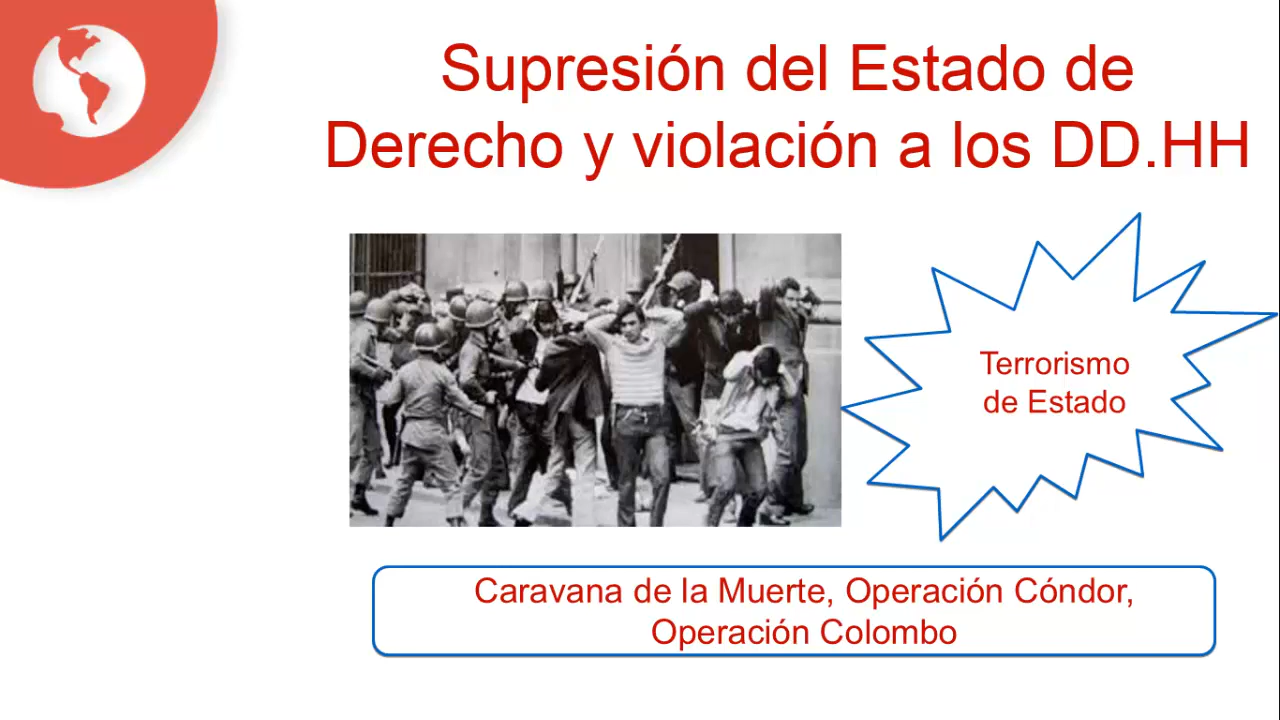 Supresión del Estado de
Derecho y violación a los DD.HH
Terrorismo
de Estado
Caravana de la Muerte, Operación Cóndor,
Operación Colombo